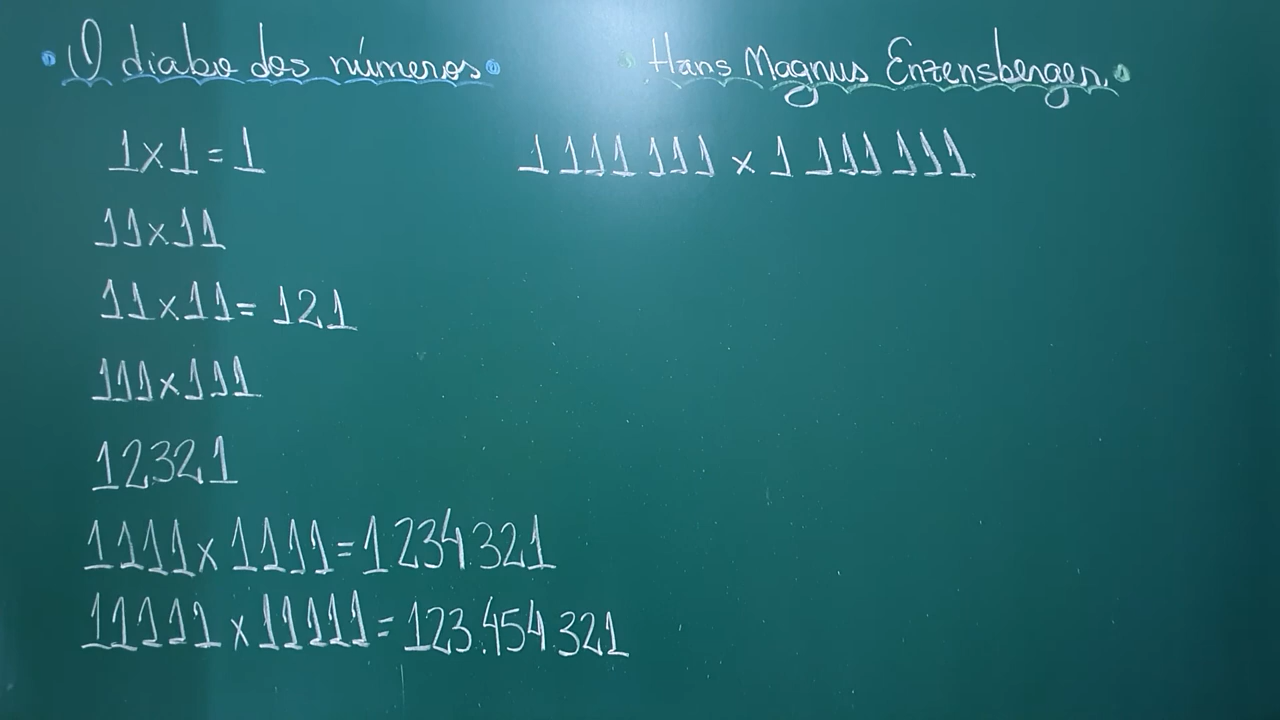 O diabo dos números
Hans Magnus Enzensberger
1x1=1
11x11
11x11=121
111x111
12321
1111x1111=1234321
11111x11111=123.454.321
1 111 111 x 1 111 111